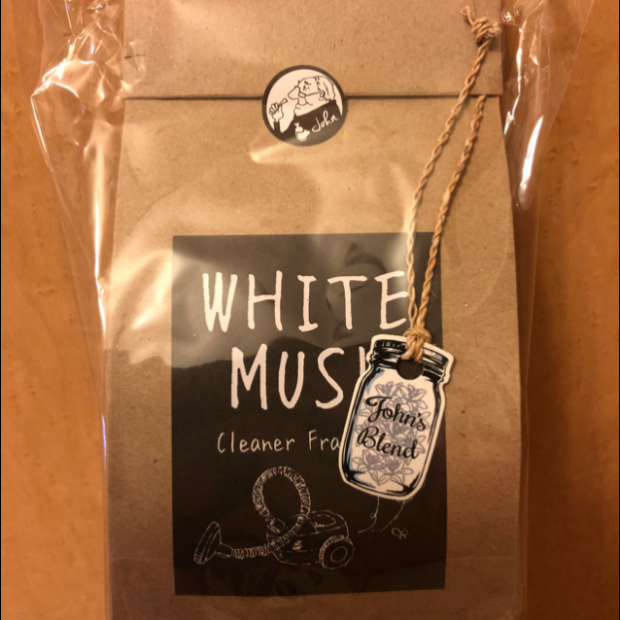 John
WHITE
MUS
Cleaner Fra
John's
Blend